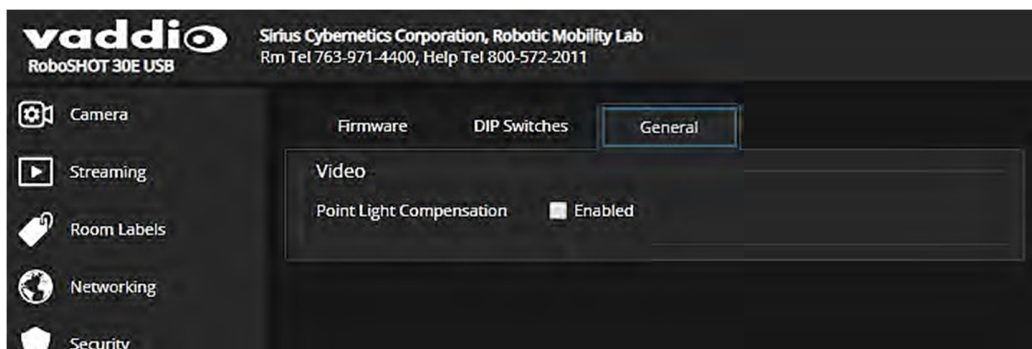 vaddio
RoboSHOT 30E USB
Sirius Cybernetics Corporation, Robotic Mobility Lab
Rm Tel 763-971-4400, Help Tel 800-572-2011
Camera
Streaming
Room Labels
Networking
Security
Firmware DIP Switches General
Video
Point Light Compensation Enabled